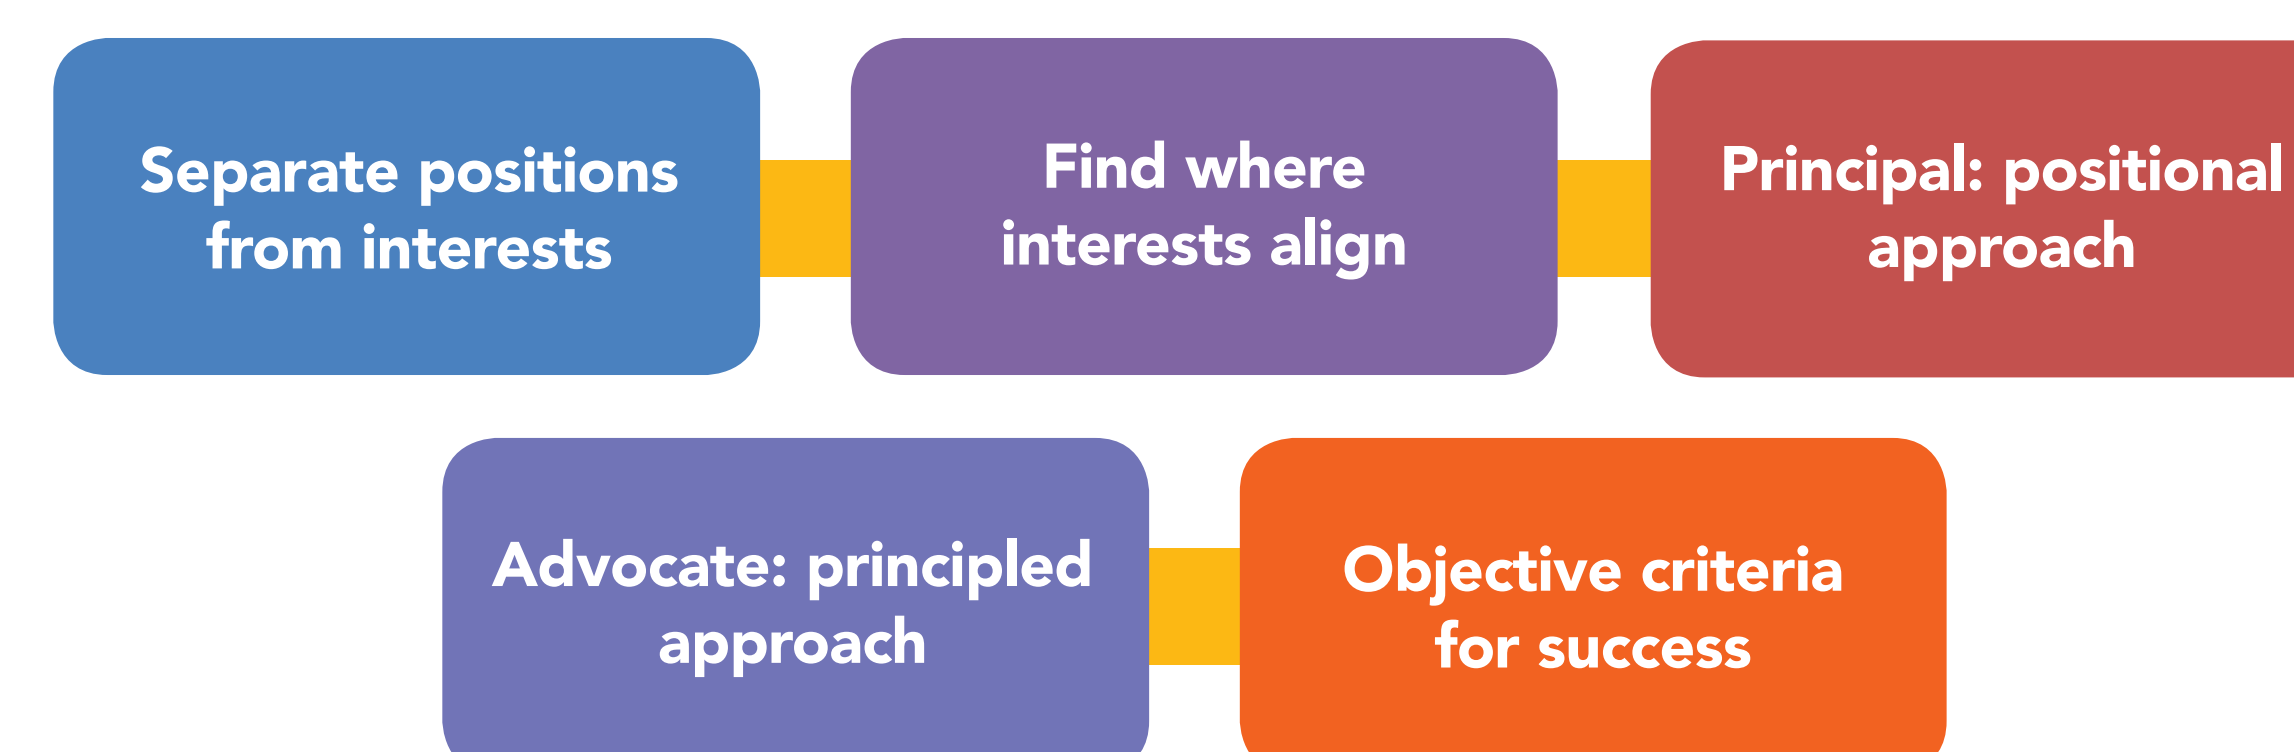 Separate positions
from interests
Find where
interests align
Principal: positional
approach
Advocate: principled
approach
Objective criteria
for success